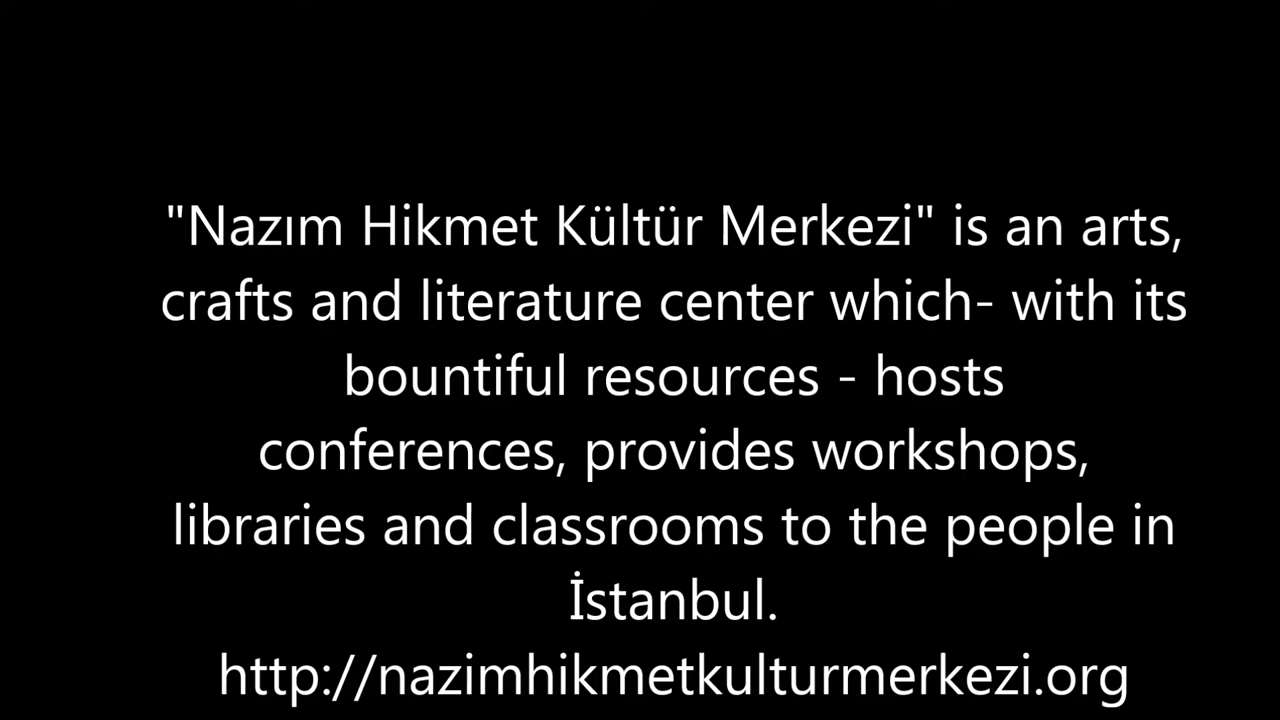 "Nazım Hikmet Kültür Merkezi" is an arts,
crafts and literature center which- with its
bountiful resources - hosts
conferences, provides workshops,
libraries and classrooms to the people in
İstanbul.
http://nazimhikmetkulturmerkezi.org